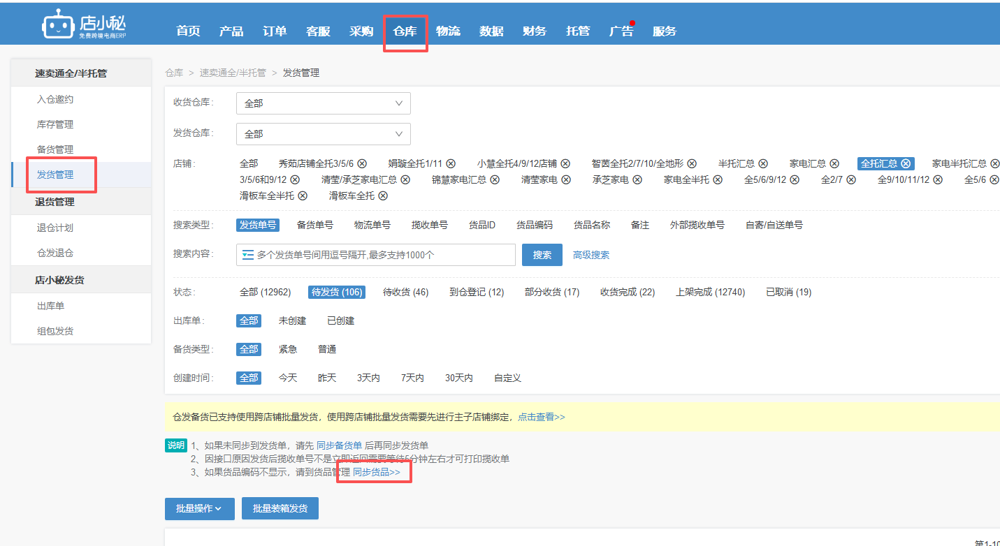 店小秘
免费跨境电商ERP
首页 产品 订单 客服 采购 仓库 物流 数据 财务 托管 广告 服务
速卖通全/半托管
入仓邀约
库存管理
备货管理
发货管理
退货管理
退仓计划
仓发退仓
店小秘发货
出库单
组包发货
仓库 > 速卖通全/半托管 > 发货管理
收货仓库: 全部
发货仓库: 全部
店铺: 全部 秀茹店铺全托3/5/6 娟璇全托1/11 小慧全托4/9/12店铺 智茵全托2/7/10/全地形 半托汇总 家电汇总 全托汇总 家电半托汇总
3/5/6和9/12 清莹/承芝家电汇总 锦慧家电汇总 清莹家电 承芝家电 家电全半托 全5/6/9/12 全2/7 全9/10/11/12 全5/6
滑板车全半托 滑板车全托
搜索类型: 发货单号 备货单号 物流单号 揽收单号 货品ID 货品编码 货品名称 备注 外部揽收单号 自寄/自送单号
搜索内容: 多个发货单号间用逗号隔开,最多支持1000个 搜索 高级搜索
状态: 全部 (12962) 待发货 (106) 待收货 (46) 到仓登记 (12) 部分收货 (17) 收货完成 (22) 上架完成 (12740) 已取消 (19)
出库单: 全部 未创建 已创建
备货类型: 全部 紧急 普通
创建时间: 全部 今天 昨天 3天内 7天内 30天内 自定义
仓发备货已支持使用跨店铺批量发货，使用跨店铺批量发货需要先进行主子店铺绑定，点击查看>>
说明 1、如果未同步到发货单，请先 同步备货单 后再同步发货单
2、因接口原因发货后揽收单号不是立即返回需要等待5分钟左右才可打印揽收单
3、如果货品编码不显示，请到货品管理 同步货品>>
批量操作 批量装箱发货
第1-10